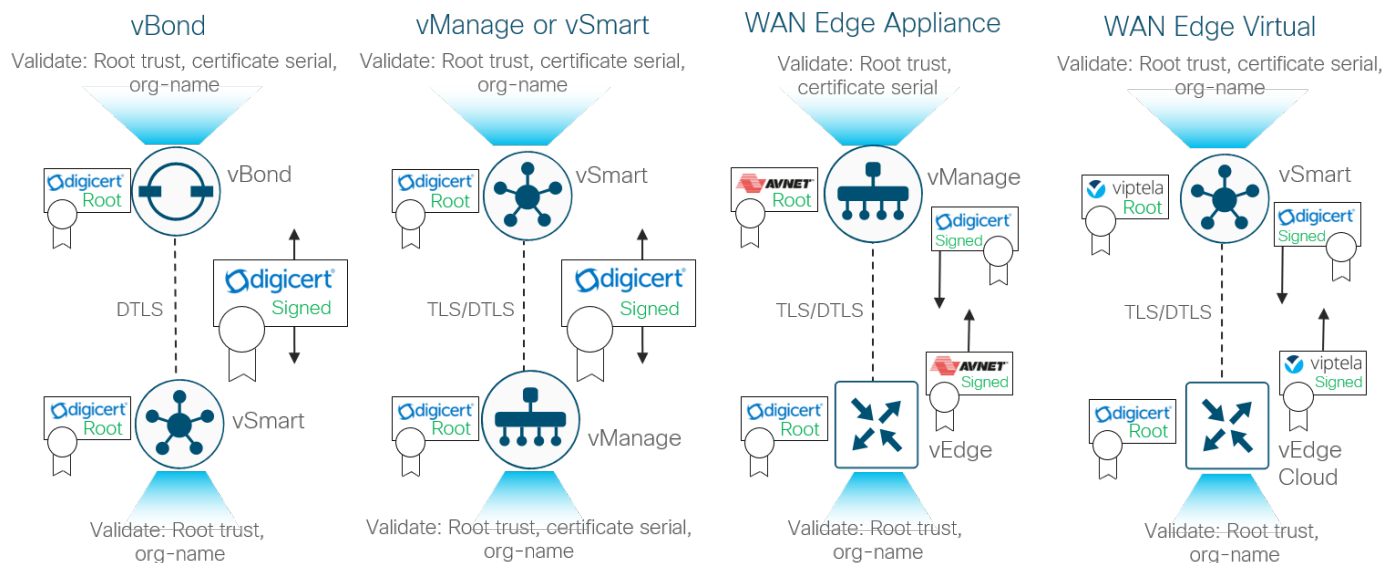 vBond
Validate: Root trust, certificate serial,
org-name
digicert®
Root
vBond
DTLS
digicert®
Signed
digicert®
Root
vSmart
Validate: Root trust,
org-name
vManage or vSmart
Validate: Root trust, certificate serial,
org-name
digicert®
Root
vSmart
TLS/DTLS
digicert®
Signed
digicert®
Root
vManage
Validate: Root trust, certificate serial,
org-name
WAN Edge Appliance
Validate: Root trust,
certificate serial
AVNET
Root
vManage
digicert®
Signed
TLS/DTLS
AVNET
Signed
digicert®
Root
vEdge
Validate: Root trust,
org-name
WAN Edge Virtual
Validate: Root trust, certificate serial,
org-name
viptela
Root
vSmart
digicert®
Signed
TLS/DTLS
viptela
Signed
digicert®
Root
vEdge
Cloud
Validate: Root trust,
org-name